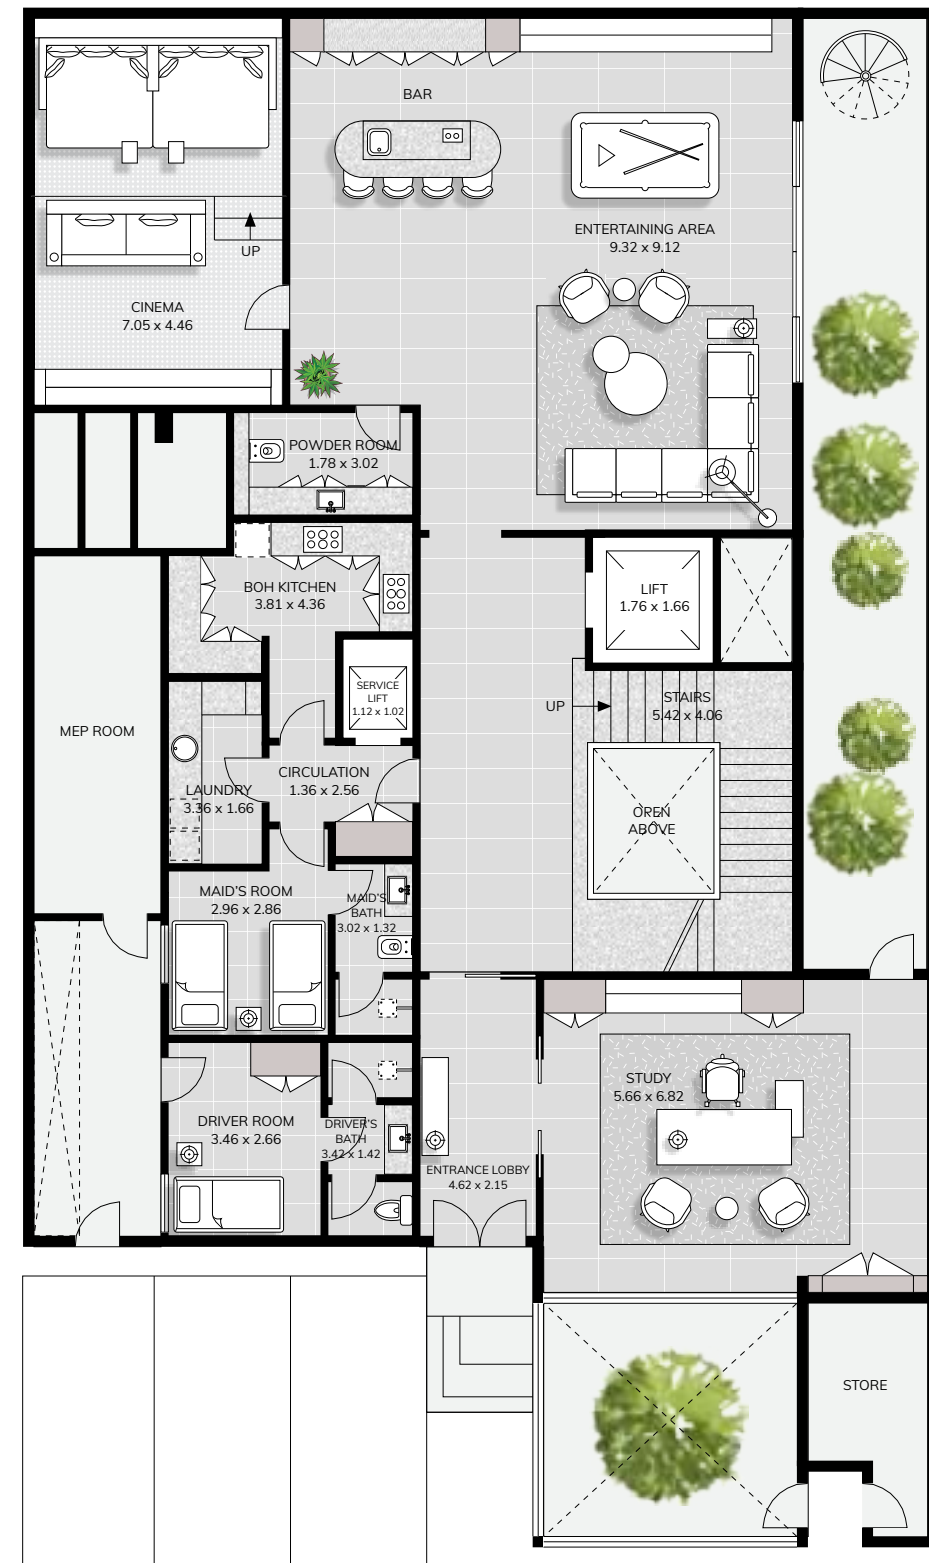 BAR
ENTERTAINING AREA
9.32 x 9.12
UP
CINEMA
7.05 x 4.46
POWDER ROOM
1.78 x 3.02
BOH KITCHEN
3.81 x 4.36
LIFT
1.76 x 1.66
SERVICE
LIFT
1.12 x 1.02
UP
STAIRS
5.42 x 4.06
MEP ROOM
CIRCULATION
1.36 x 2.56
LAUNDRY
3.36 x 1.66
OPEN
ABOVE
MAID'S ROOM
2.96 x 2.86
MAID'S
BATH
3.02 x 1.32
STUDY
5.66 x 6.82
DRIVER ROOM
3.46 x 2.66
DRIVER'S
BATH
3.42 x 1.42
ENTRANCE LOBBY
4.62 x 2.15
STORE